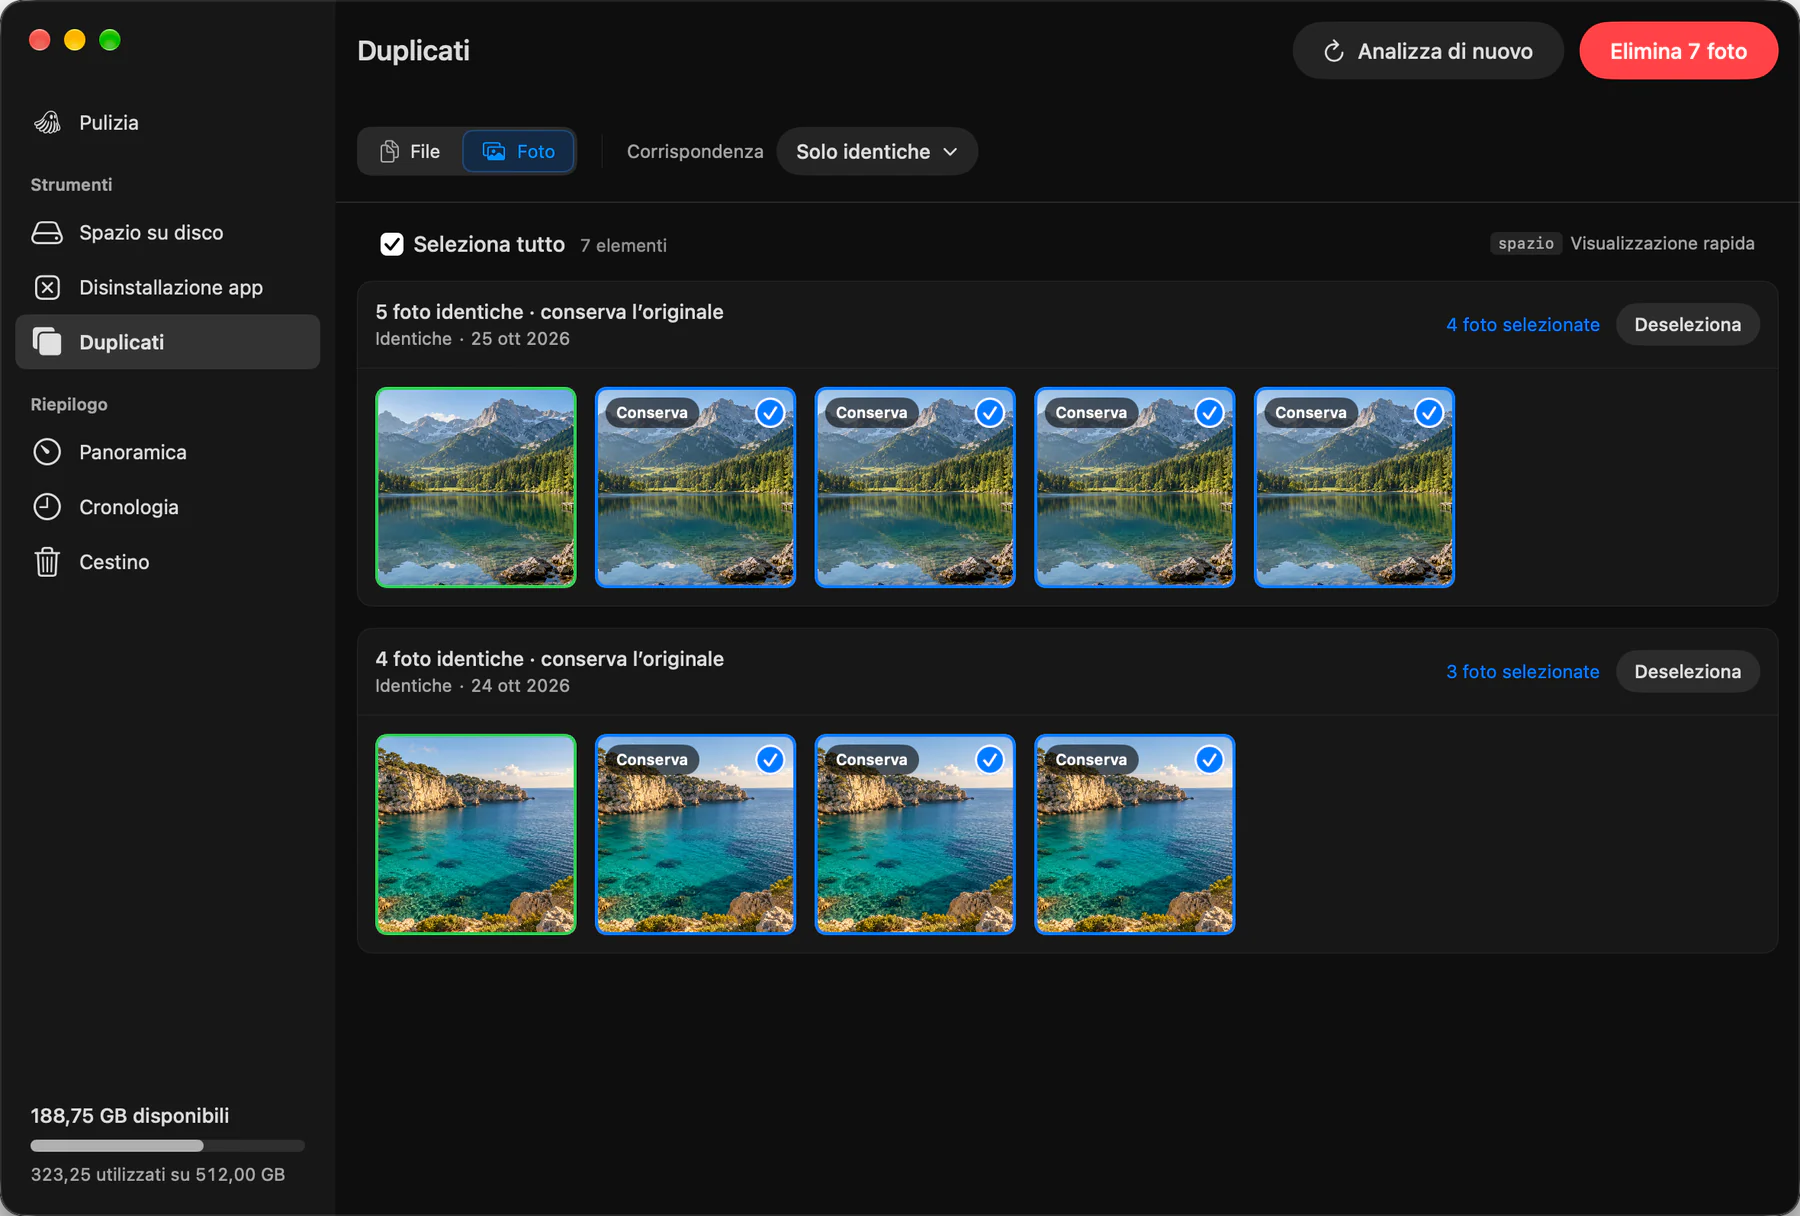 Duplicati
Analizza di nuovo
Elimina 7 foto
Pulizia
Strumenti
Spazio su disco
Disinstallazione app
Duplicati
Riepilogo
Panoramica
Cronologia
Cestino
188,75 GB disponibili
323,25 utilizzati su 512,00 GB
File
Foto
Corrispondenza
Solo identiche
Seleziona tutto 7 elementi
spazio Visualizzazione rapida
5 foto identiche · conserva l’originale
Identiche · 25 ott 2026
4 foto selezionate
Deseleziona
Conserva
Conserva
Conserva
Conserva
4 foto identiche · conserva l’originale
Identiche · 24 ott 2026
3 foto selezionate
Deseleziona
Conserva
Conserva
Conserva